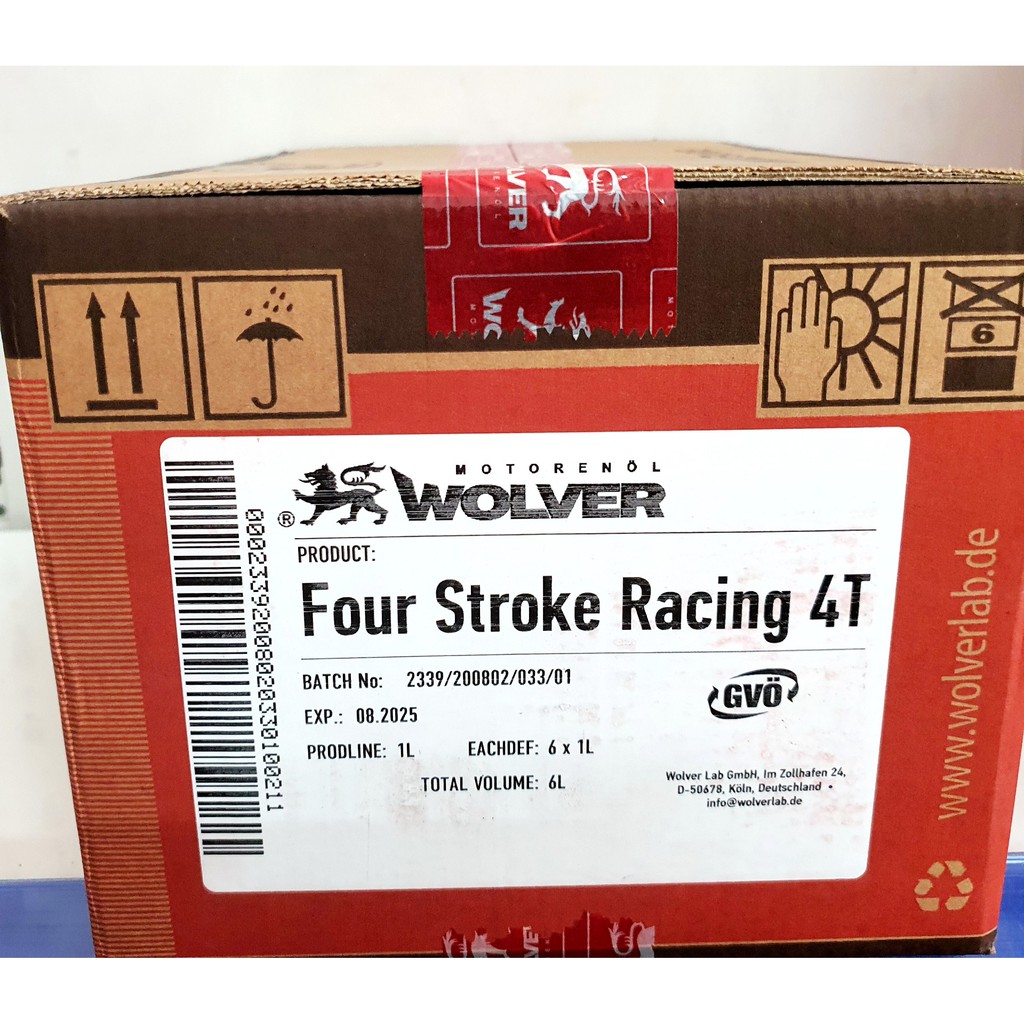 WOLVER
6
MOTORENÖL
WOLVER
®
PRODUCT:
Four Stroke Racing 4T
BATCH No: 2339/200802/033/01
EXP.: 08.2025
GVÖ
PRODLINE: 1L EACHDEF: 6 x 1L
TOTAL VOLUME: 6L
Wolver Lab GmbH, Im Zollhafen 24,
D-50678, Köln, Deutschland •
info@wolverlab.de
00023392008020330100211
www.wolverlab.de